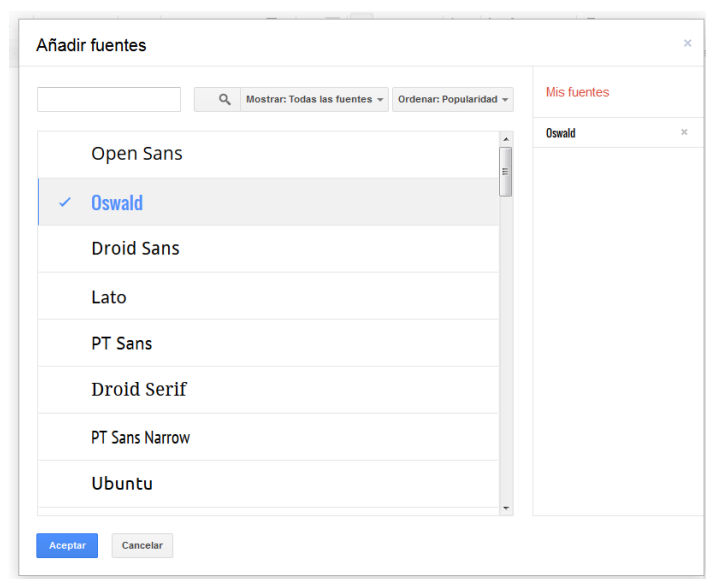 Añadir fuentes
Mostrar: Todas las fuentes
Ordenar: Popularidad
Mis fuentes
Oswald
Open Sans
Oswald
Droid Sans
Lato
PT Sans
Droid Serif
PT Sans Narrow
Ubuntu
Aceptar
Cancelar